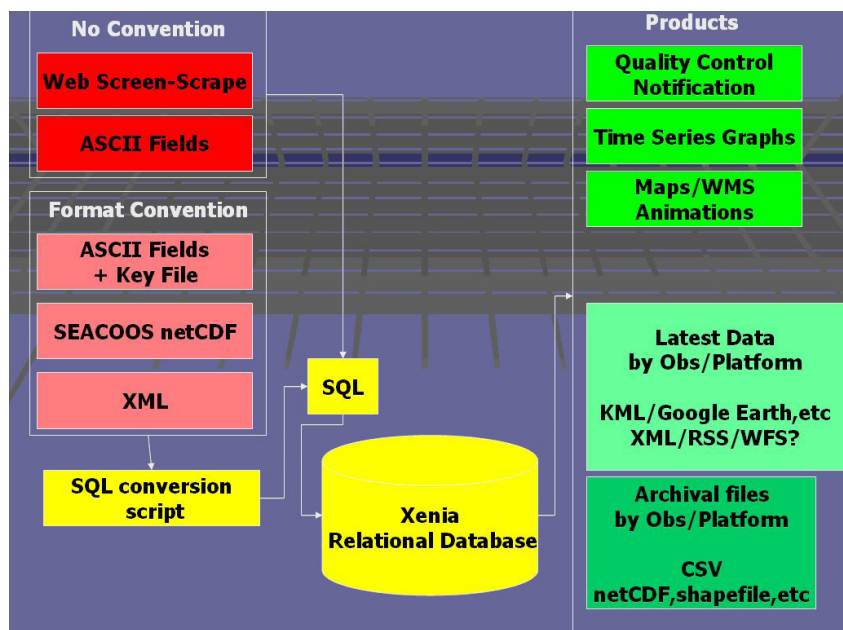 No Convention
Web Screen-Scrape
ASCII Fields
Format Convention
ASCII Fields
+ Key File
SEACOOS netCDF
XML
SQL conversion
script
SQL
Xenia
Relational Database
Products
Quality Control
Notification
Time Series Graphs
Maps/WMS
Animations
Latest Data
by Obs/Platform
KML/Google Earth,etc
XML/RSS/WFS?
Archival files
by Obs/Platform
CSV
netCDF,shapefile,etc